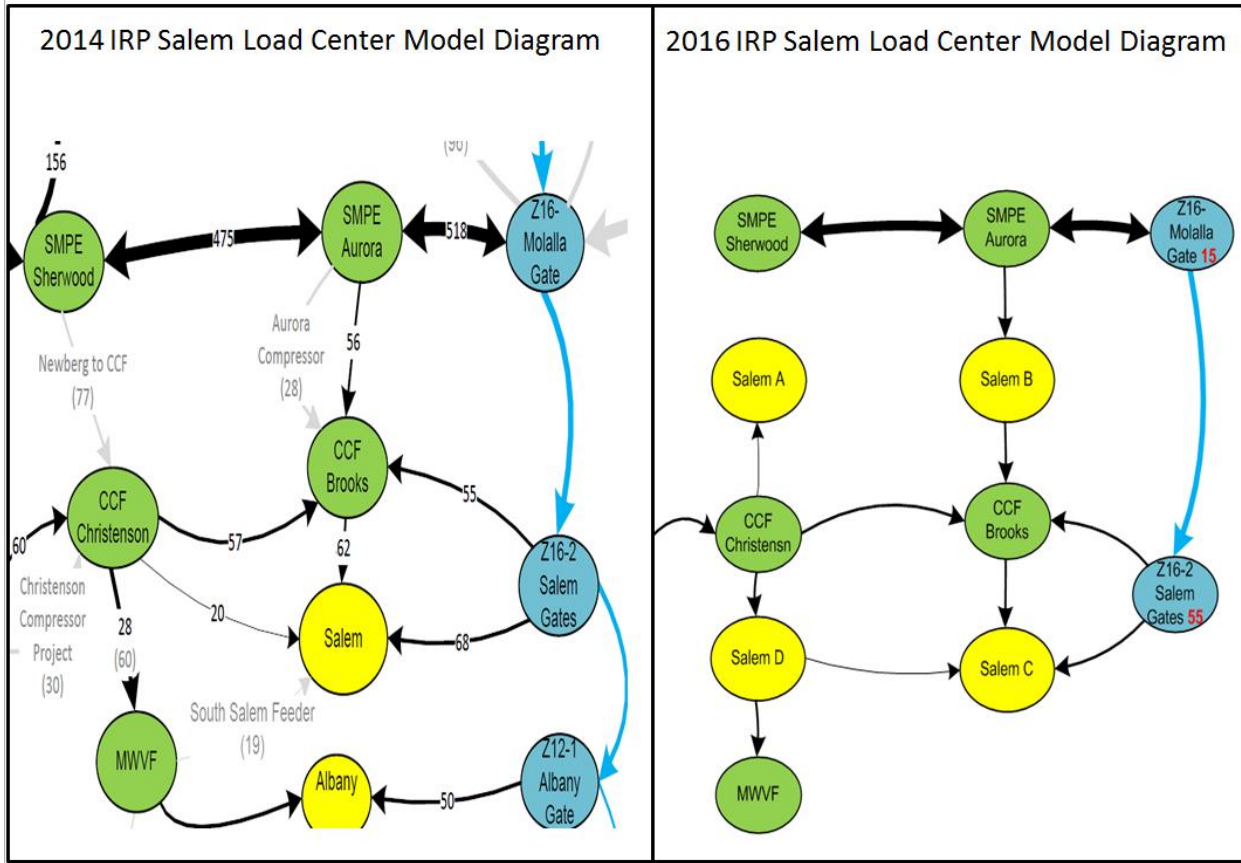 2014 IRP Salem Load Center Model Diagram
156
(96)
SMPE
Sherwood
475
SMPE
Aurora
518
Z16-
Molalla
Gate
Newberg to CCF
(77)
Aurora
Compressor
(28)
56
CCF
Brooks
CCF
Christenson
60
57
55
62
Z16-2
Salem
Gates
Christenson
Compressor
Project
(30)
28
(60)
20
Salem
68
South Salem Feeder
(19)
MWVF
Albany
50
Z12-1
Albany
Gate
2016 IRP Salem Load Center Model Diagram
SMPE
Sherwood
SMPE
Aurora
Z16-
Molalla
Gate 15
Salem A
Salem B
CCF
Christensn
CCF
Brooks
Z16-2
Salem
Gates 55
Salem D
Salem C
MWVF